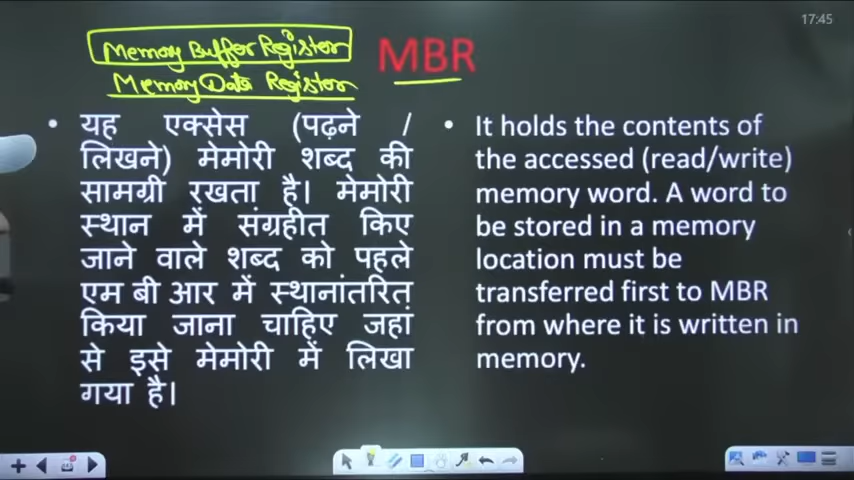 17:45
Memory Buffer Register
MBR
Memory Data Register
• यह एक्सेस (पढ़ने /
लिखने) मेमोरी शब्द की
सामग्री रखता है। मेमोरी
स्थान में संग्रहीत किए
जाने वाले शब्द को पहले
एम बी आर में स्थानांतरित
किया जाना चाहिए जहां
से इसे मेमोरी में लिखा
गया है।
• It holds the contents of
the accessed (read/write)
memory word. A word to
be stored in a memory
location must be
transferred first to MBR
from where it is written in
memory.